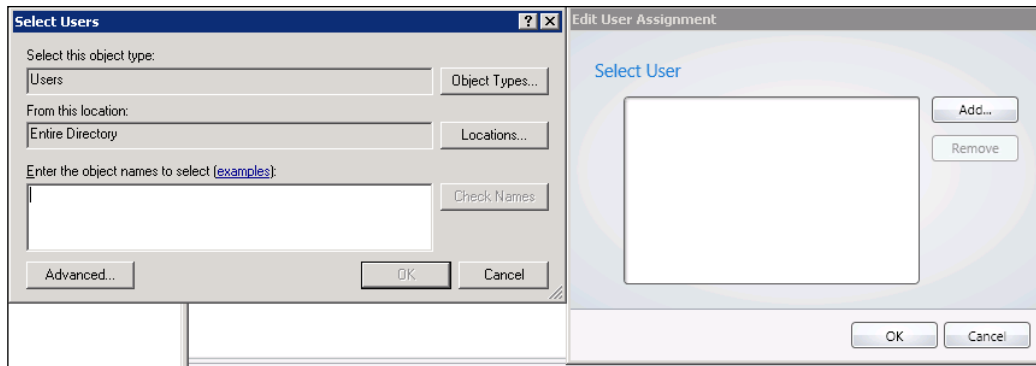 Select Users
Select this object type:
Users
Object Types...
From this location:
Entire Directory
Locations...
Enter the object names to select (examples):
Check Names
Advanced...
OK
Cancel
Edit User Assignment
Select User
Add...
Remove
OK
Cancel